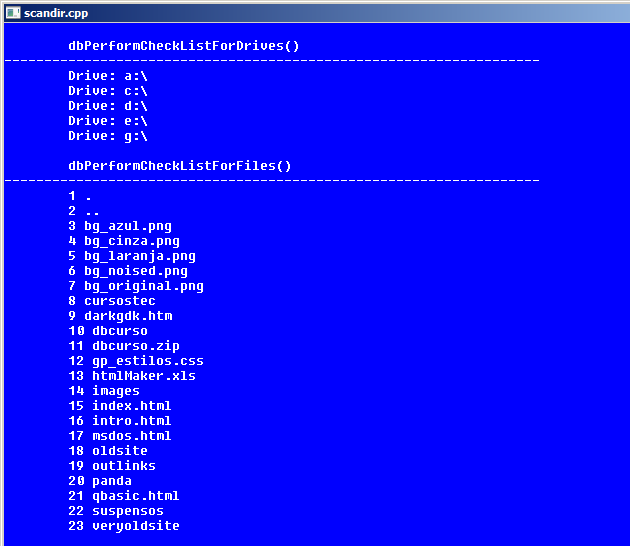 scandir.cpp
dbPerformCheckListForDrives()
-------------------------------------------------------------------
Drive: a:\
Drive: c:\
Drive: d:\
Drive: e:\
Drive: g:\
dbPerformCheckListForFiles()
-------------------------------------------------------------------
1 .
2 ..
3 bg_azul.png
4 bg_cinza.png
5 bg_laranja.png
6 bg_noised.png
7 bg_original.png
8 cursostec
9 darkgdk.htm
10 dbcurso
11 dbcurso.zip
12 gp_estilos.css
13 htmlMaker.xls
14 images
15 index.html
16 intro.html
17 msdos.html
18 oldsite
19 outlinks
20 panda
21 qbasic.html
22 suspensos
23 veryoldsite